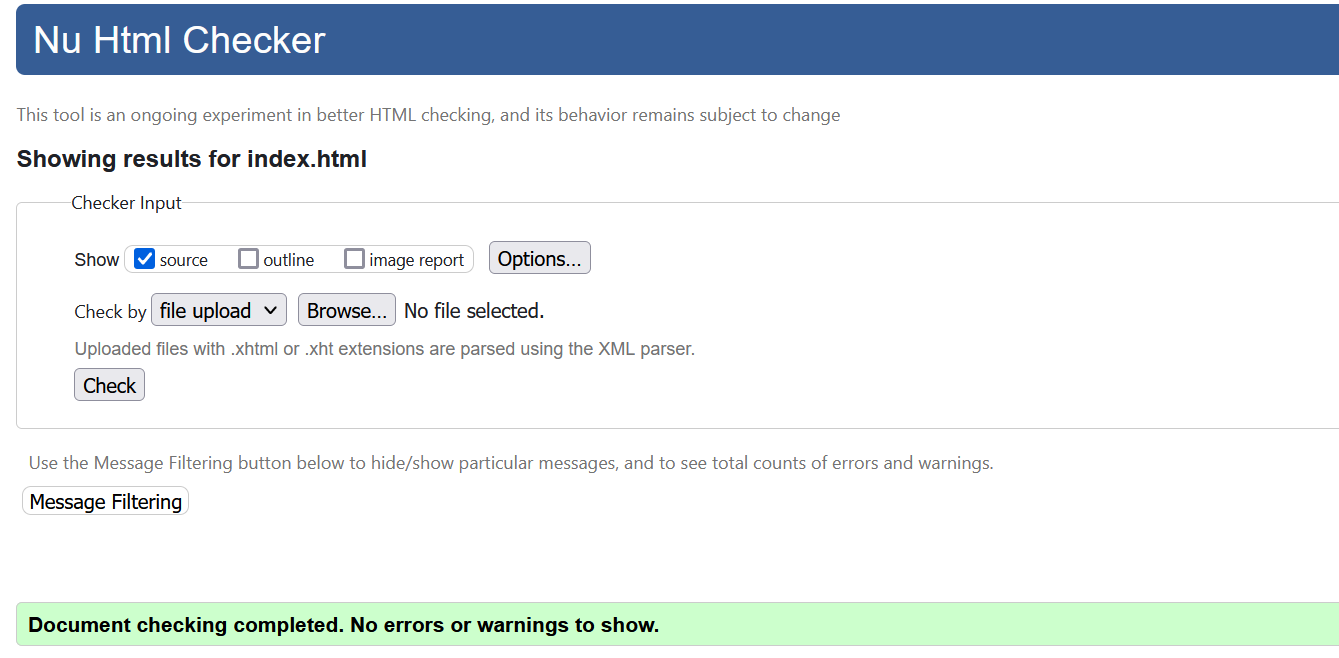 Nu Html Checker
This tool is an ongoing experiment in better HTML checking, and its behavior remains subject to change
Showing results for index.html
Checker Input
Show source outline image report Options...
Check by file upload Browse... No file selected.
Uploaded files with .xhtml or .xht extensions are parsed using the XML parser.
Check
Use the Message Filtering button below to hide/show particular messages, and to see total counts of errors and warnings.
Message Filtering
Document checking completed. No errors or warnings to show.